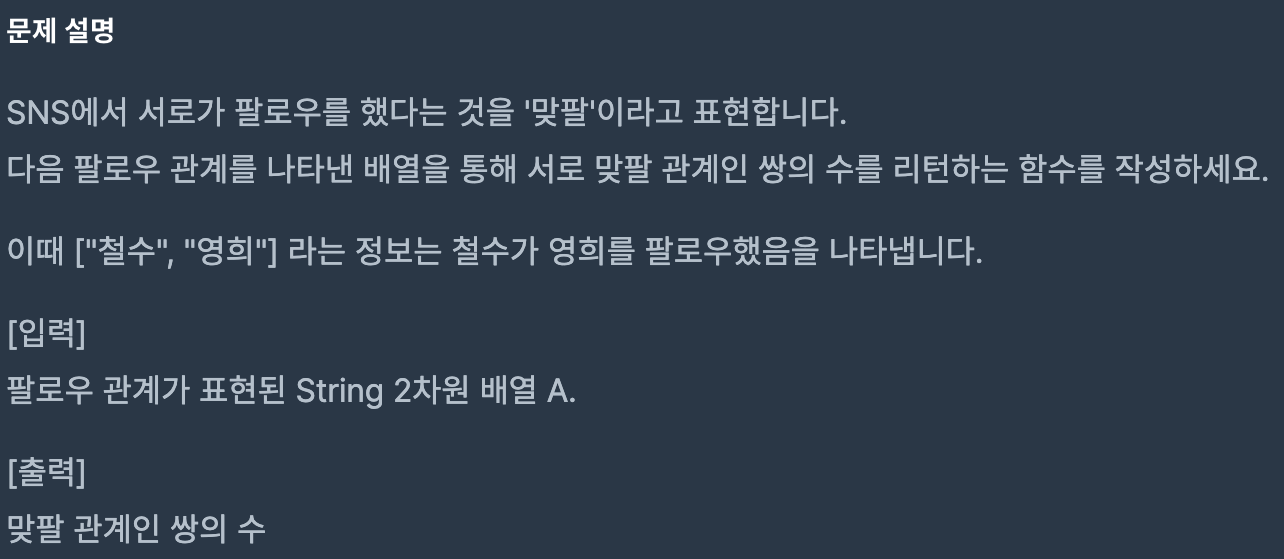 문제 설명
SNS에서 서로가 팔로우를 했다는 것을 '맞팔'이라고 표현합니다.
다음 팔로우 관계를 나타낸 배열을 통해 서로 맞팔 관계인 쌍의 수를 리턴하는 함수를 작성하세요.
이때 ["철수", "영희"] 라는 정보는 철수가 영희를 팔로우했음을 나타냅니다.
[입력]
팔로우 관계가 표현된 String 2차원 배열 A.
[출력]
맞팔 관계인 쌍의 수